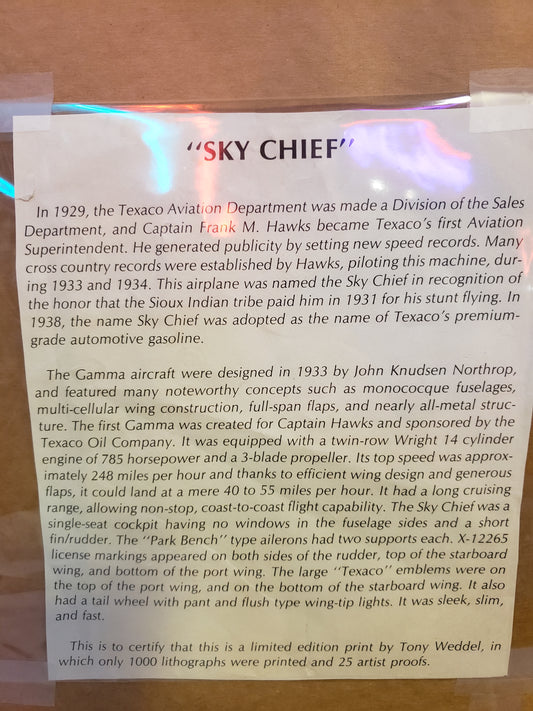 "SKY CHIEF"
In 1929, the Texaco Aviation Department was made a Division of the Sales
Department, and Captain Frank M. Hawks became Texaco's first Aviation
Superintendent. He generated publicity by setting new speed records. Many
cross country records were established by Hawks, piloting this machine, dur-
ing 1933 and 1934. This airplane was named the Sky Chief in recognition of
the honor that the Sioux Indian tribe paid him in 1931 for his stunt flying. In
1938, the name Sky Chief was adopted as the name of Texaco's premium-
grade automotive gasoline.
The Gamma aircraft were designed in 1933 by John Knudsen Northrop,
and featured many noteworthy concepts such as monococque fuselages,
multi-cellular wing construction, full-span flaps, and nearly all-metal struc-
ture. The first Gamma was created for Captain Hawks and sponsored by the
Texaco Oil Company. It was equipped with a twin-row Wright 14 cylinder
engine of 785 horsepower and a 3-blade propeller. Its top speed was approx-
imately 248 miles per hour and thanks to efficient wing design and generous
flaps, it could land at a mere 40 to 55 miles per hour. It had a long cruising
range, allowing non-stop, coast-to-coast flight capability. The Sky Chief was a
single-seat cockpit having no windows in the fuselage sides and a short
fin/rudder. The "Park Bench" type ailerons had two supports each. X-12265
license markings appeared on both sides of the rudder, top of the starboard
wing, and bottom of the port wing. The large "Texaco" emblems were on
the top of the port wing, and on the bottom of the starboard wing. It also
had a tail wheel with pant and flush type wing-tip lights. It was sleek, slim,
and fast.
This is to certify that this is a limited edition print by Tony Weddel, in
which only 1000 lithographs were printed and 25 artist proofs.